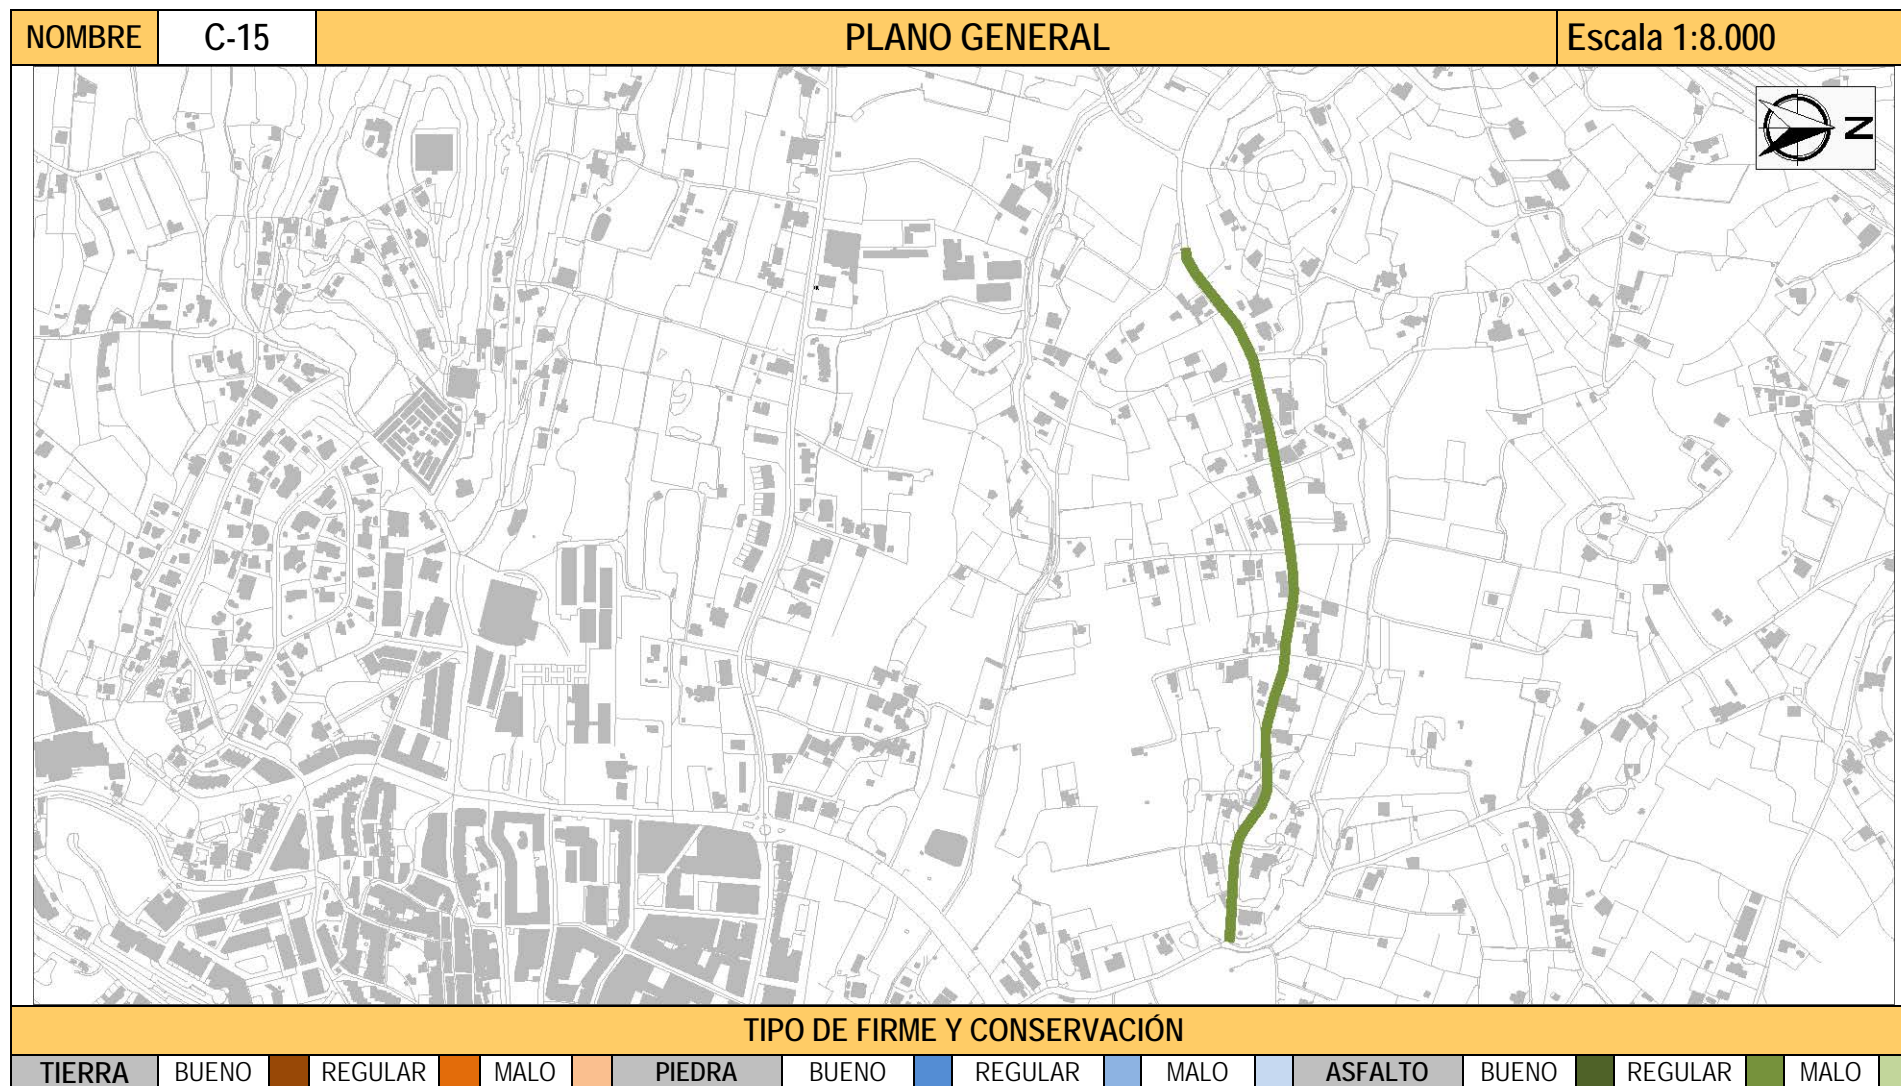 NOMBRE C-15 PLANO GENERAL Escala 1:8.000
N
TIPO DE FIRME Y CONSERVACIÓN
TIERRA BUENO REGULAR MALO PIEDRA BUENO REGULAR MALO ASFALTO BUENO REGULAR MALO